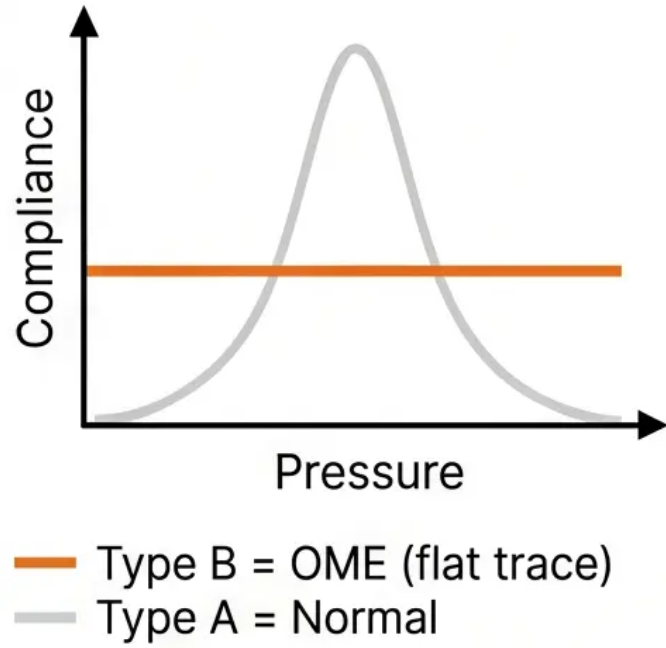 Compliance
Pressure
Type B = OME (flat trace)
Type A = Normal